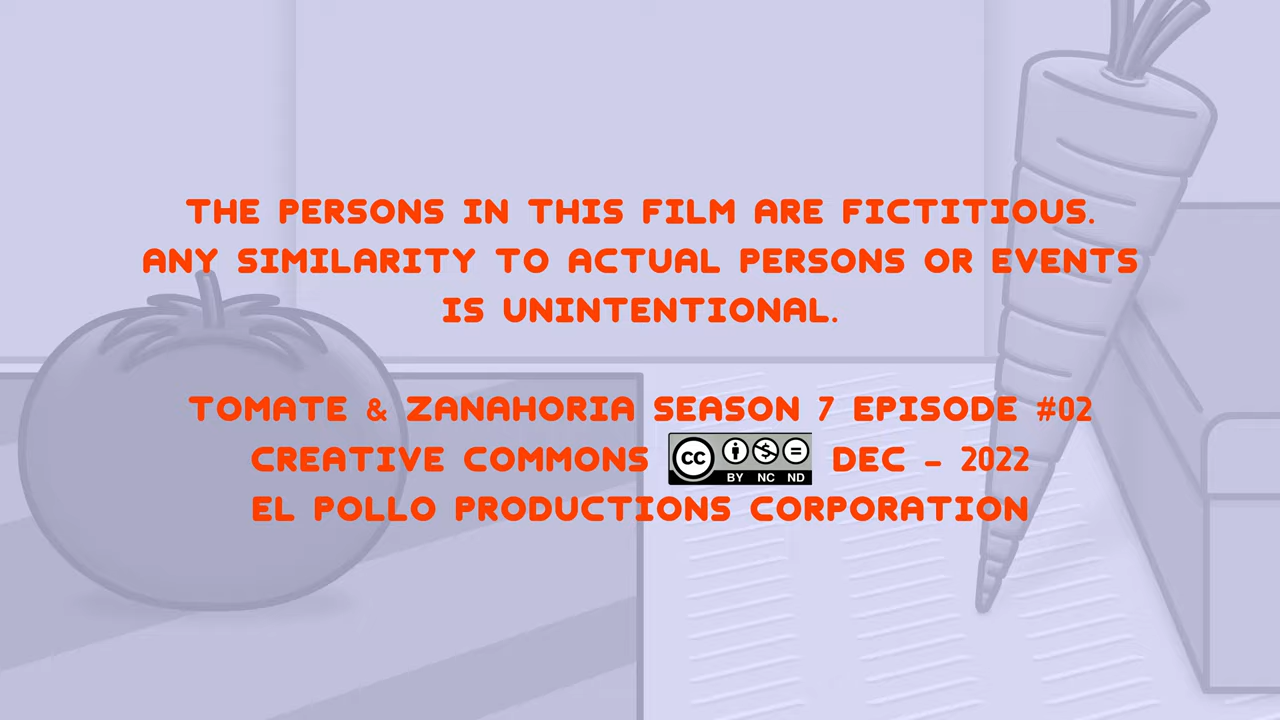 THE PERSONS IN THIS FILM ARE FICTITIOUS.
ANY SIMILARITY TO ACTUAL PERSONS OR EVENTS
IS UNINTENTIONAL.
TOMATE & ZANAHORIA SEASON 7 EPISODE #02
CREATIVE COMMONS CC BY NC ND DEC - 2022
EL POLLO PRODUCTIONS CORPORATION